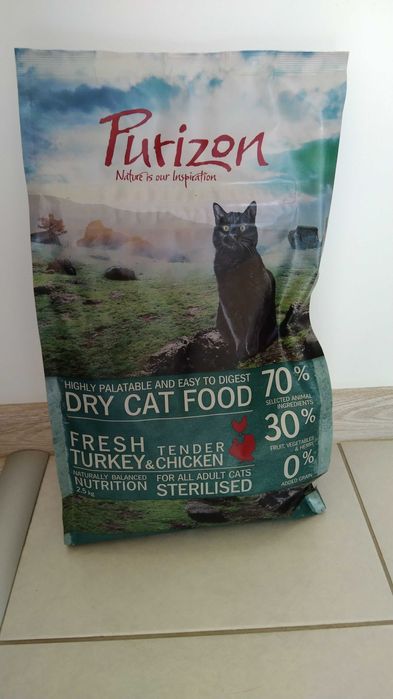 Purizon
Nature is our Inspiration
HIGHLY PALATABLE AND EASY TO DIGEST
DRY CAT FOOD
70%
SELECTED ANIMAL
INGREDIENTS
30%
FRUIT, VEGETABLES
& HERBS
0%
ADDED GRAIN
FRESH
TURKEY &
TENDER
CHICKEN
NATURALLY BALANCED
NUTRITION
2.5 kg
FOR ALL ADULT CATS
STERILISED